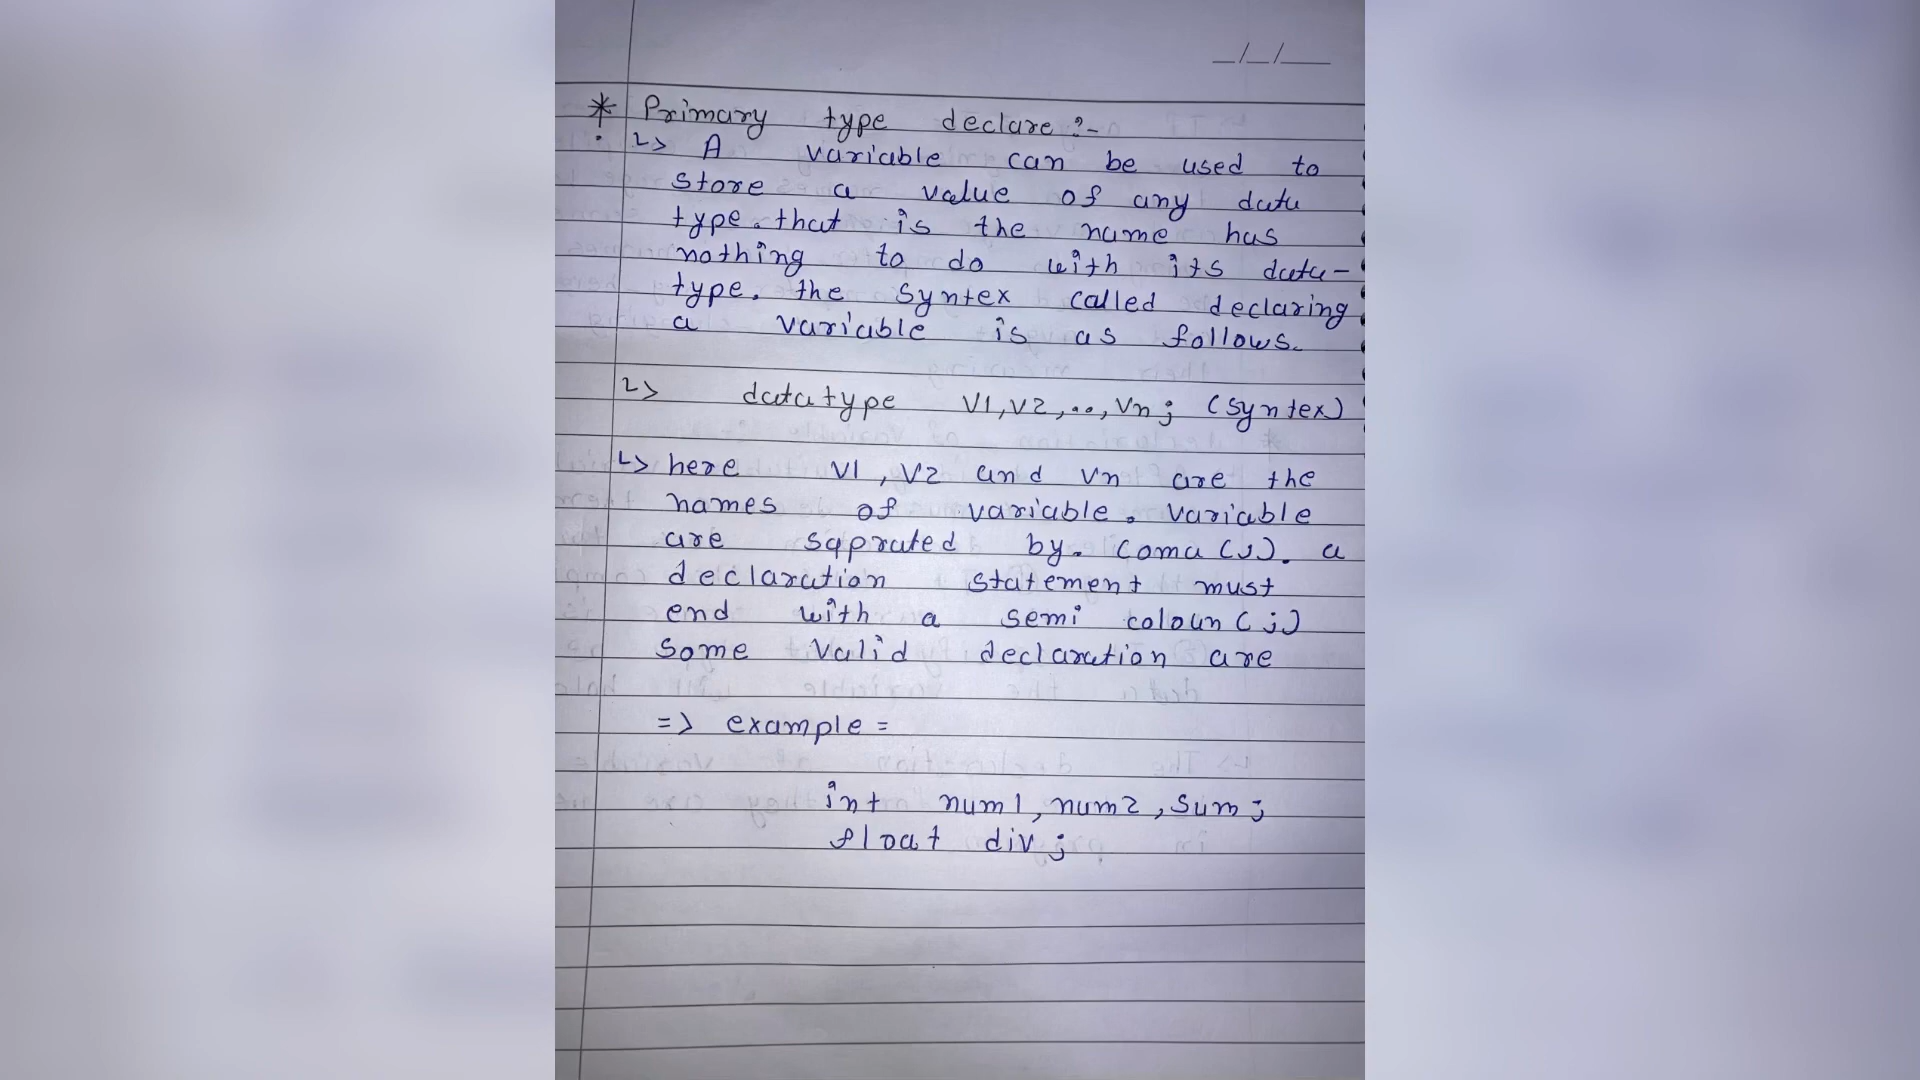 _/_/__
* Primary type declare :-
↳ A variable can be used to
store a value of any data
type. that is the name has
nothing to do with its data-
type. the syntex called declaring
a variable is as follows.
↳ datatype V1,V2,..,Vn; (syntex)
↳ here V1, V2 and Vn are the
names of variable. variable
are saprated by. coma (,). a
declaration statement must
end with a semi coloun (;)
some valid declaration are
=> example =
int num1, num2, sum;
float div;